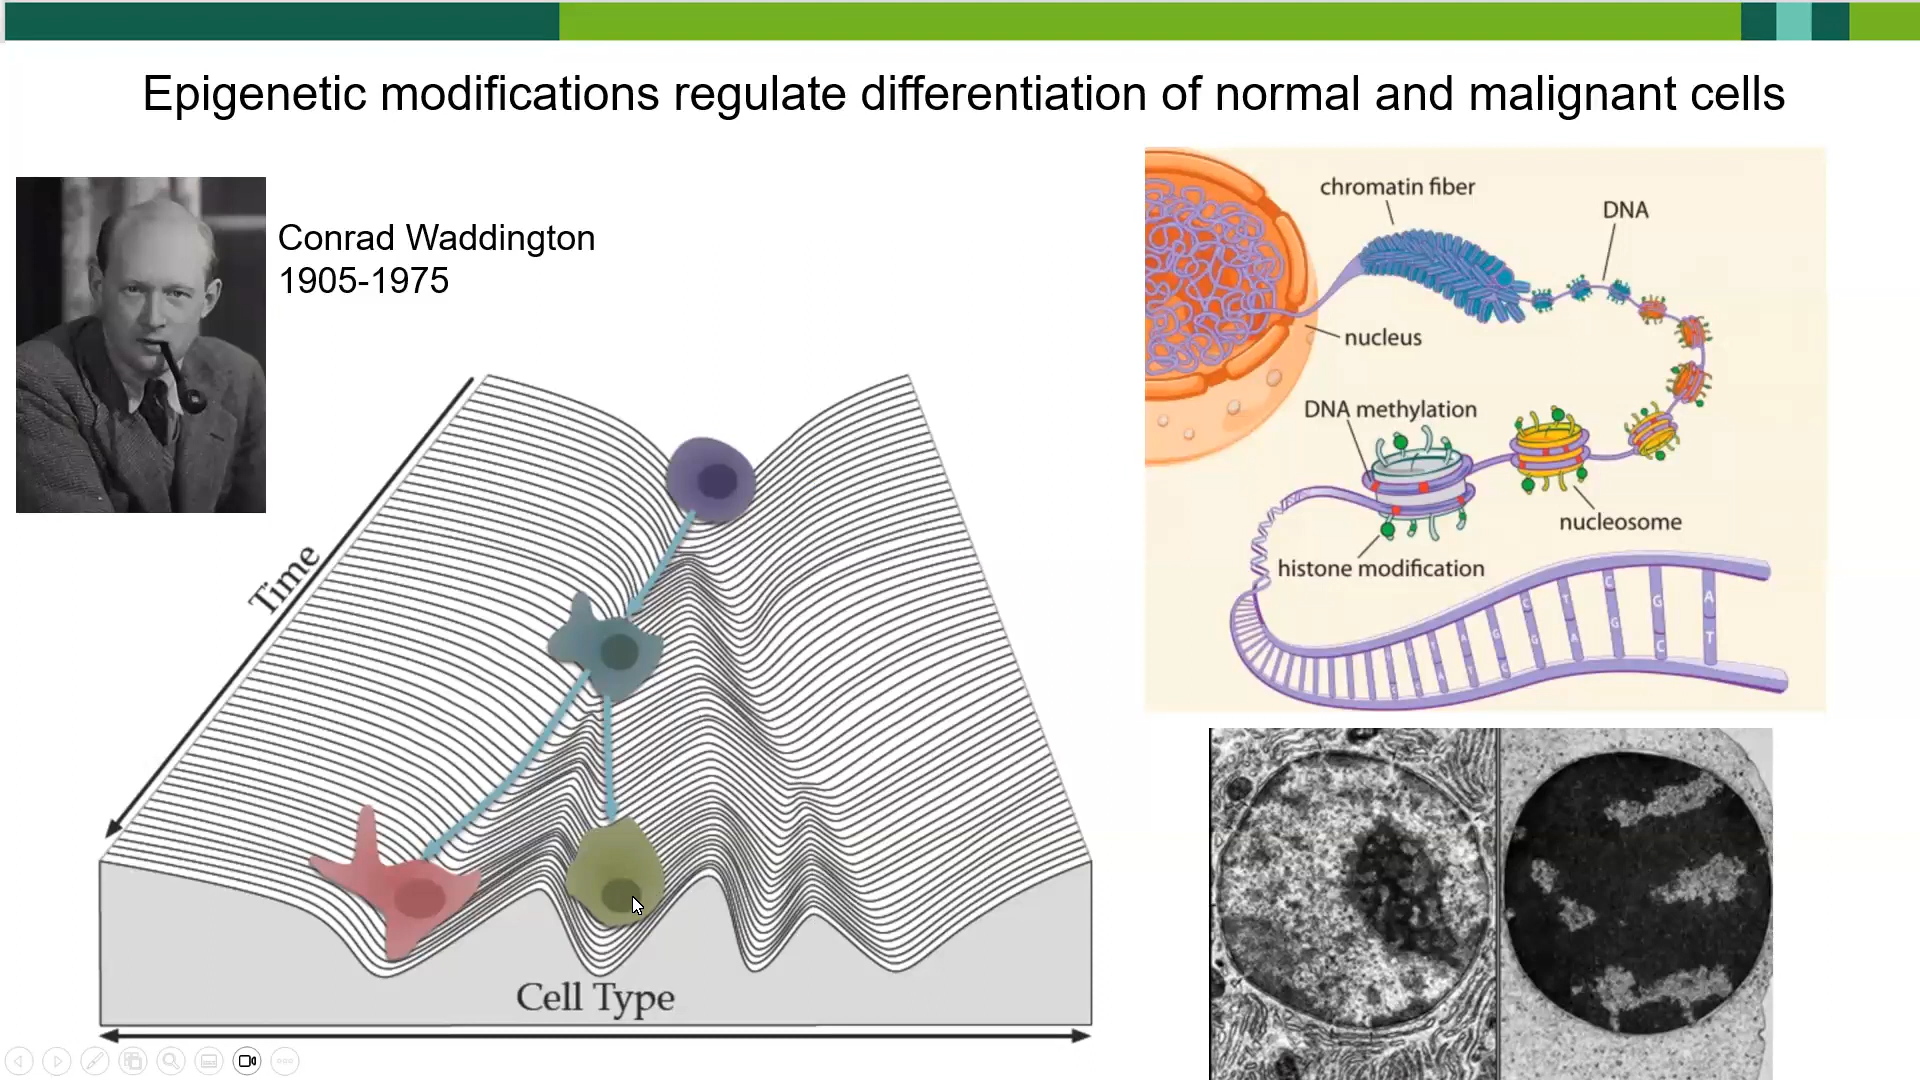 Epigenetic modifications regulate differentiation of normal and malignant cells
Conrad Waddington
1905-1975
Time
Cell Type
chromatin fiber
DNA
nucleus
DNA methylation
nucleosome
histone modification
C
T
C
G
A
A
G
G
A
G
C
T